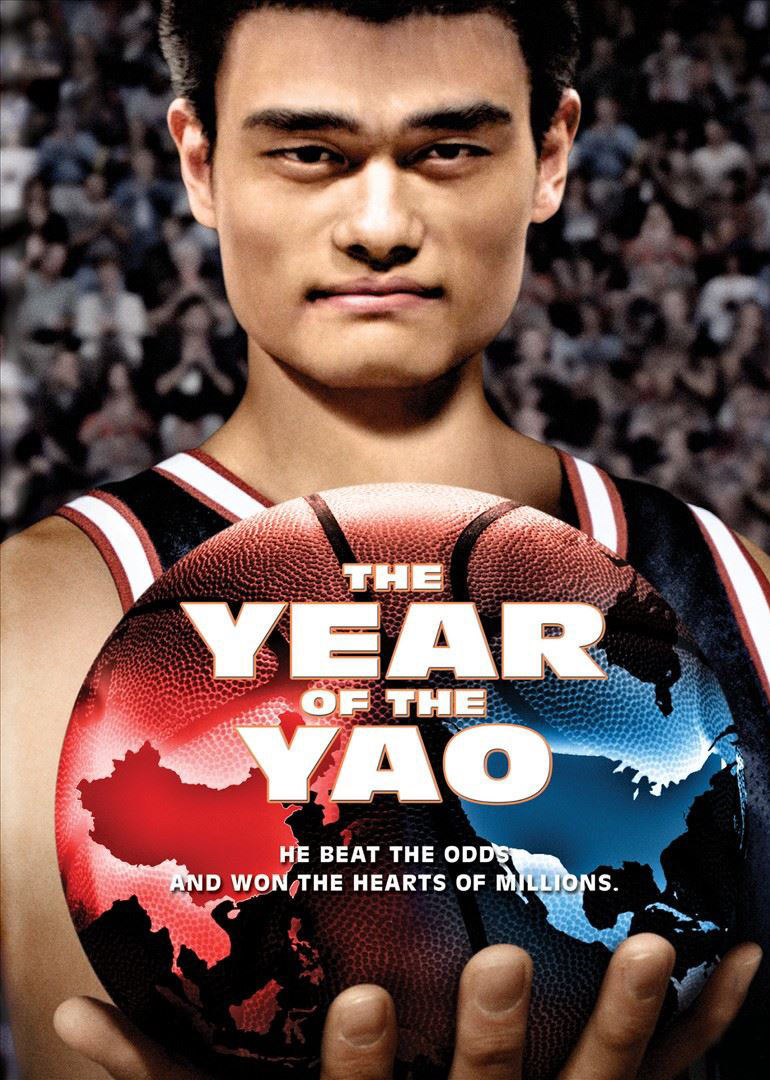 THE
YEAR
OF THE
YAO
HE BEAT THE ODDS
AND WON THE HEARTS OF MILLIONS.